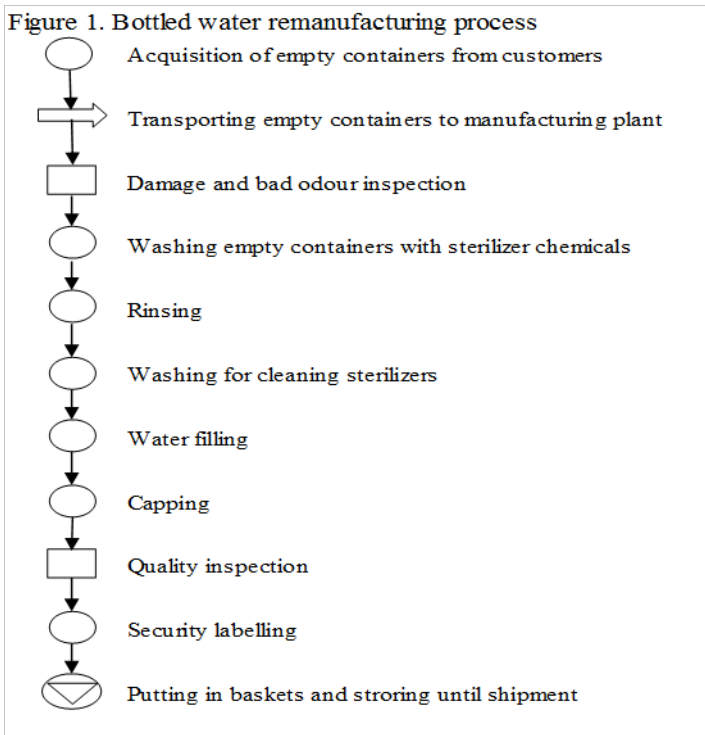 Figure 1. Bottled water remanufacturing process
Acquisition of empty containers from customers
Transporting empty containers to manufacturing plant
Damage and bad odour inspection
Washing empty containers with sterilizer chemicals
Rinsing
Washing for cleaning sterilizers
Water filling
Capping
Quality inspection
Security labelling
Putting in baskets and stroring until shipment